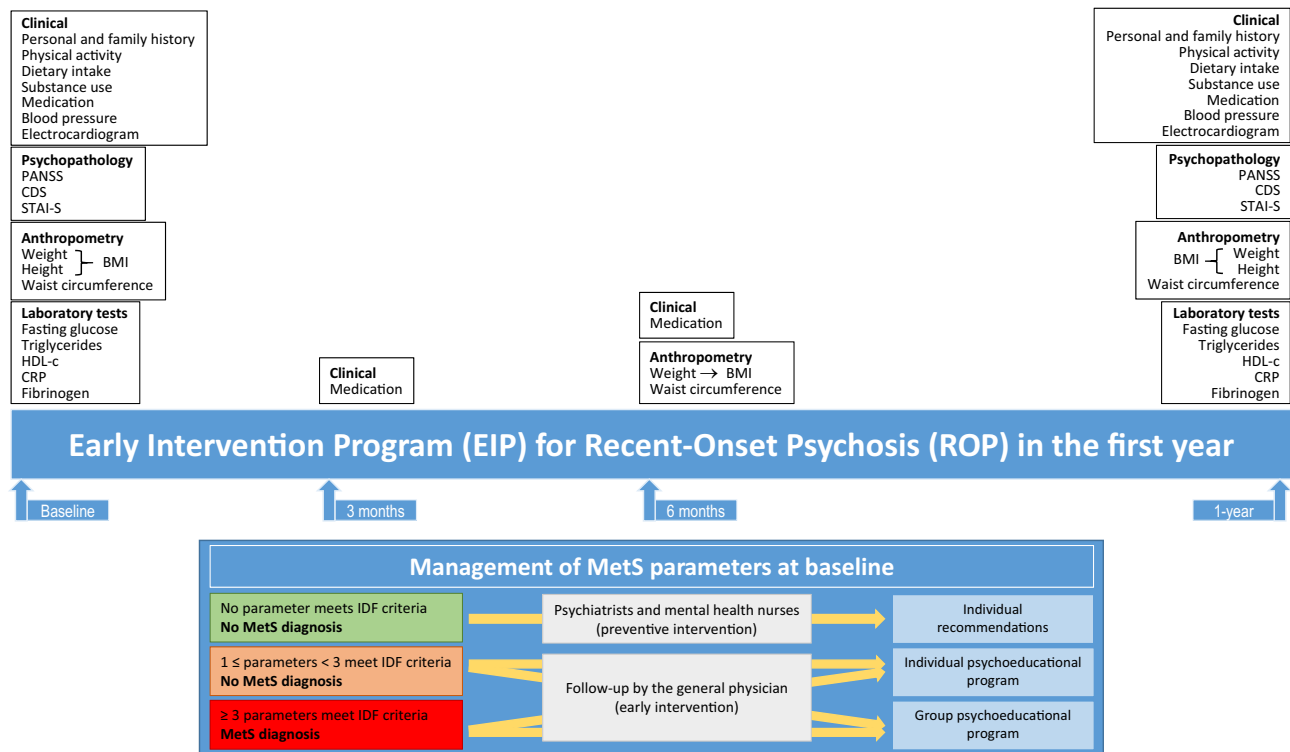 Clinical
Personal and family history
Physical activity
Dietary intake
Substance use
Medication
Blood pressure
Electrocardiogram
Psychopathology
PANSS
CDS
STAI-S
Anthropometry
Weight
Height
BMI
Waist circumference
Laboratory tests
Fasting glucose
Triglycerides
HDL-c
CRP
Fibrinogen
Clinical
Medication
Clinical
Medication
Anthropometry
Weight → BMI
Waist circumference
Clinical
Personal and family history
Physical activity
Dietary intake
Substance use
Medication
Blood pressure
Electrocardiogram
Psychopathology
PANSS
CDS
STAI-S
Anthropometry
BMI
Weight
Height
Waist circumference
Laboratory tests
Fasting glucose
Triglycerides
HDL-c
CRP
Fibrinogen
Early Intervention Program (EIP) for Recent-Onset Psychosis (ROP) in the first year
Baseline
3 months
6 months
1-year
Management of MetS parameters at baseline
No parameter meets IDF criteria
No MetS diagnosis
Psychiatrists and mental health nurses
(preventive intervention)
Individual
recommendations
1 ≤ parameters < 3 meet IDF criteria
No MetS diagnosis
Follow-up by the general physician
(early intervention)
Individual psychoeducational
program
≥ 3 parameters meet IDF criteria
MetS diagnosis
Group psychoeducational
program